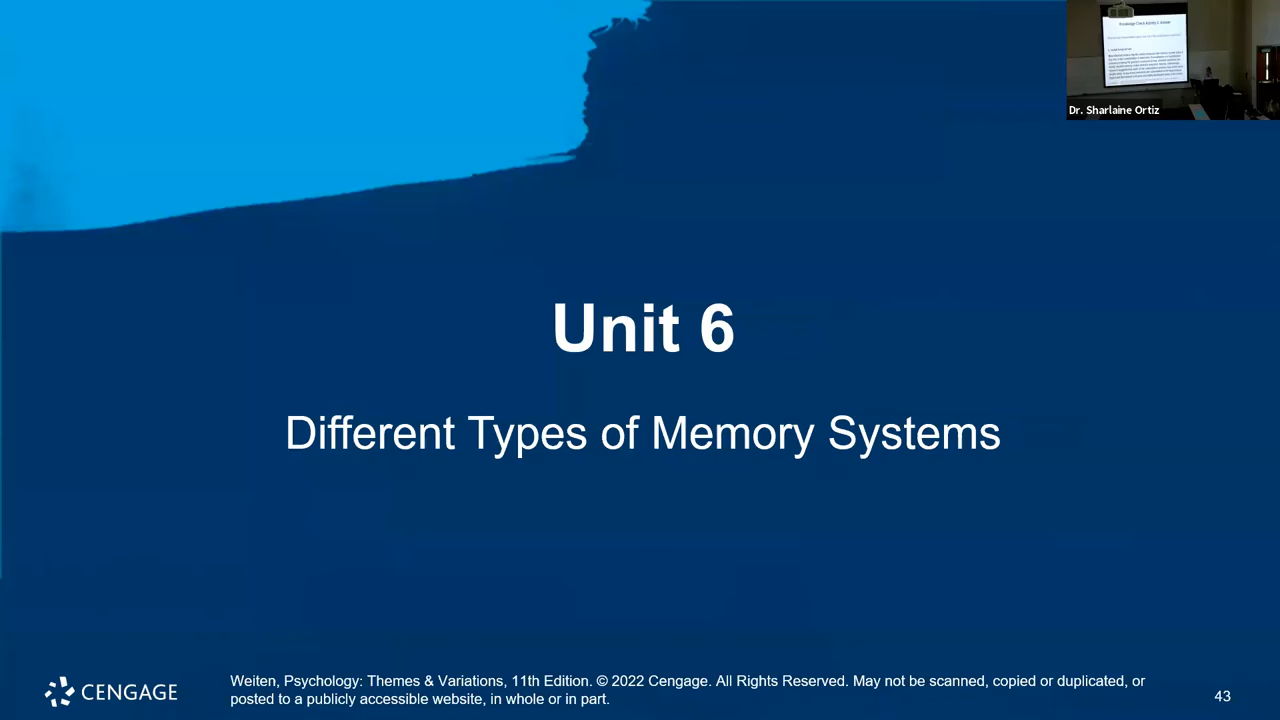 Dr. Sharlaine Ortiz
Unit 6
Different Types of Memory Systems
CENGAGE
Weiten, Psychology: Themes & Variations, 11th Edition. © 2022 Cengage. All Rights Reserved. May not be scanned, copied or duplicated, or
posted to a publicly accessible website, in whole or in part.
43